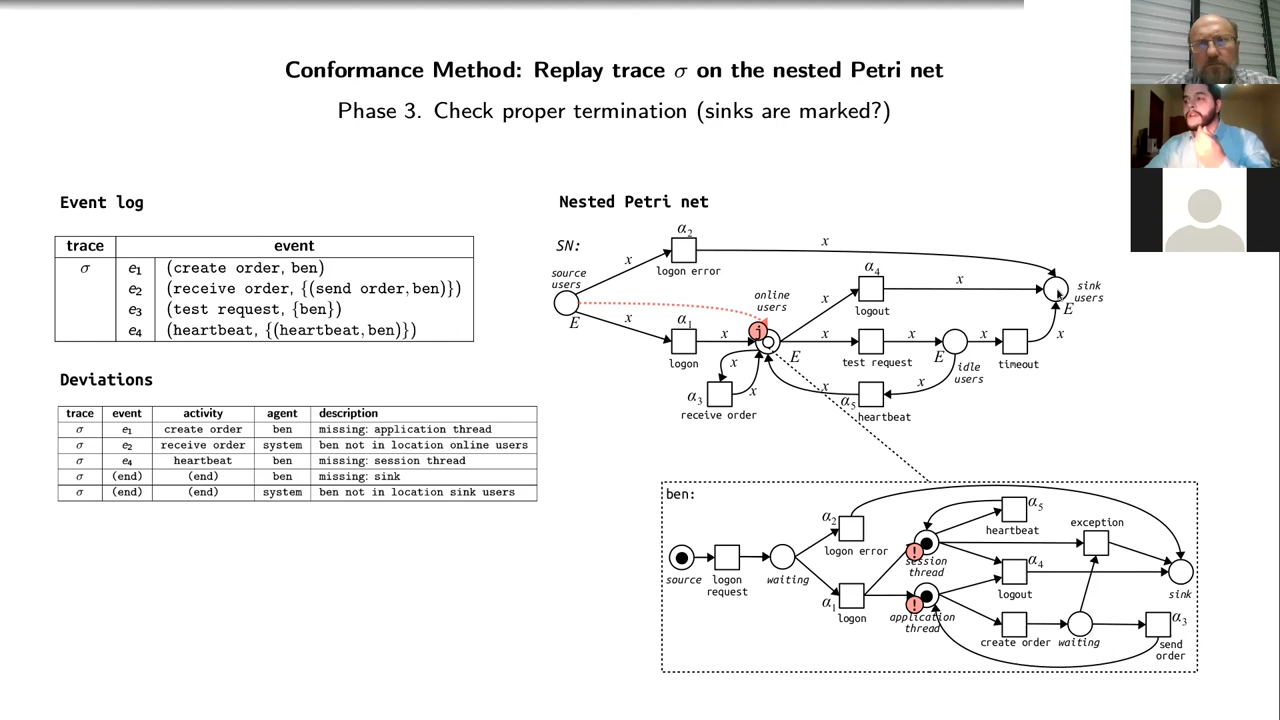 Conformance Method: Replay trace σ on the nested Petri net
Phase 3. Check proper termination (sinks are marked?)
Event log
trace event
σ e1 (create order, ben)
e2 (receive order, {(send order, ben)})
e3 (test request, {ben})
e4 (heartbeat, {(heartbeat, ben)})
Deviations
trace event activity agent description
σ e1 create order ben missing: application thread
σ e2 receive order system ben not in location online users
σ e4 heartbeat ben missing: session thread
σ (end) (end) ben missing: sink
σ (end) (end) system ben not in location sink users
Nested Petri net
SN:
α2
x
x
logon error
source
users
E
x
α1
logon
x
online
users
j
E
x
α4
logout
x
sink
users
E
x
test request
x
E
idle
users
x
timeout
x
x
x
α3
receive order
x
α5
heartbeat
x
ben:
source
logon
request
waiting
α2
logon error
α1
logon
!
session
thread
!
application
thread
α5
heartbeat
exception
α4
logout
sink
create order
waiting
α3
send
order